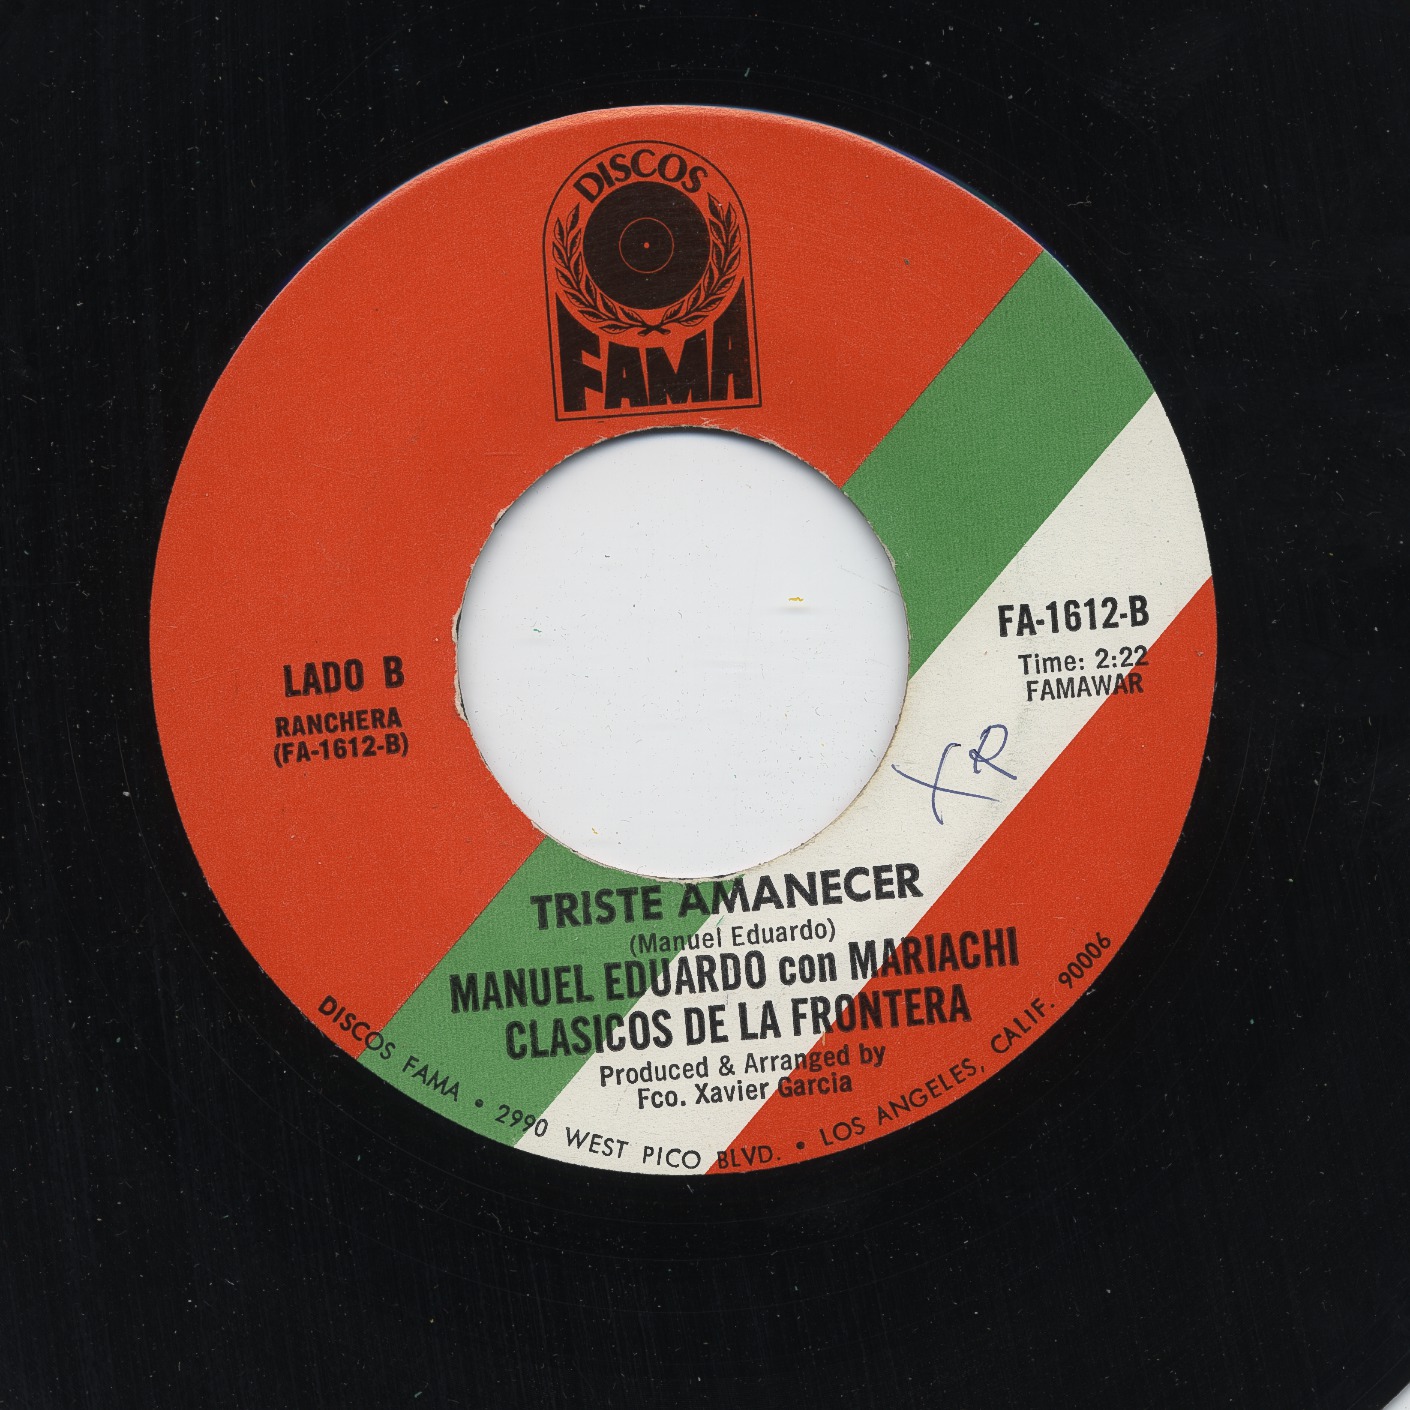 DISCOS
FAMA
LADO B
RANCHERA
(FA-1612-B)
FA-1612-B
Time: 2:22
FAMAWAR
XR
TRISTE AMANECER
(Manuel Eduardo)
MANUEL EDUARDO con MARIACHI
CLASICOS DE LA FRONTERA
Produced & Arranged by
Fco. Xavier Garcia
DISCOS FAMA • 2990 WEST PICO BLVD. • LOS ANGELES, CALIF. 90006